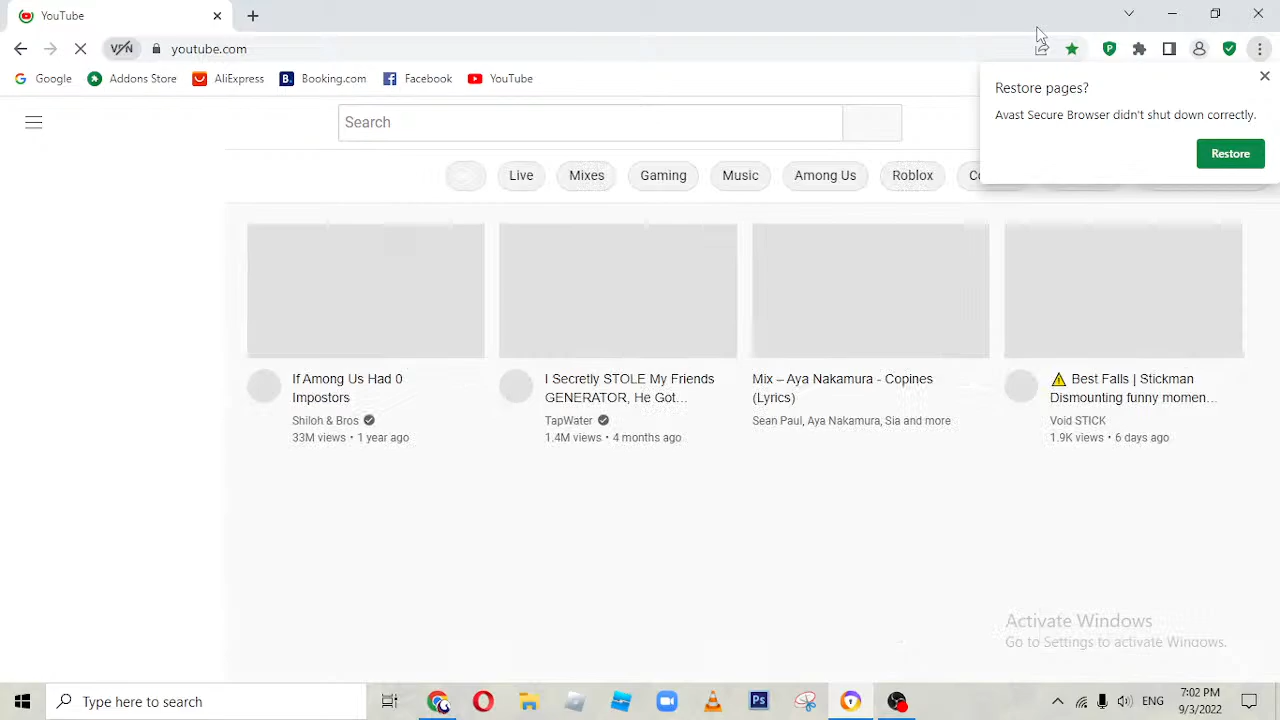 YouTube
VPN
youtube.com
Google
Addons Store
AliExpress
B.
Booking.com
Facebook
YouTube
Restore pages?
Avast Secure Browser didn't shut down correctly.
Restore
Search
Live
Mixes
Gaming
Music
Among Us
Roblox
If Among Us Had 0
Impostors
Shiloh & Bros
33M views • 1 year ago
I Secretly STOLE My Friends
GENERATOR, He Got...
TapWater
1.4M views • 4 months ago
Mix – Aya Nakamura - Copines
(Lyrics)
Sean Paul, Aya Nakamura, Sia and more
⚠ Best Falls | Stickman
Dismounting funny momen...
Void STICK
1.9K views • 6 days ago
Activate Windows
Go to Settings to activate Windows.
Type here to search
Ps
ENG
7:02 PM
9/3/2022